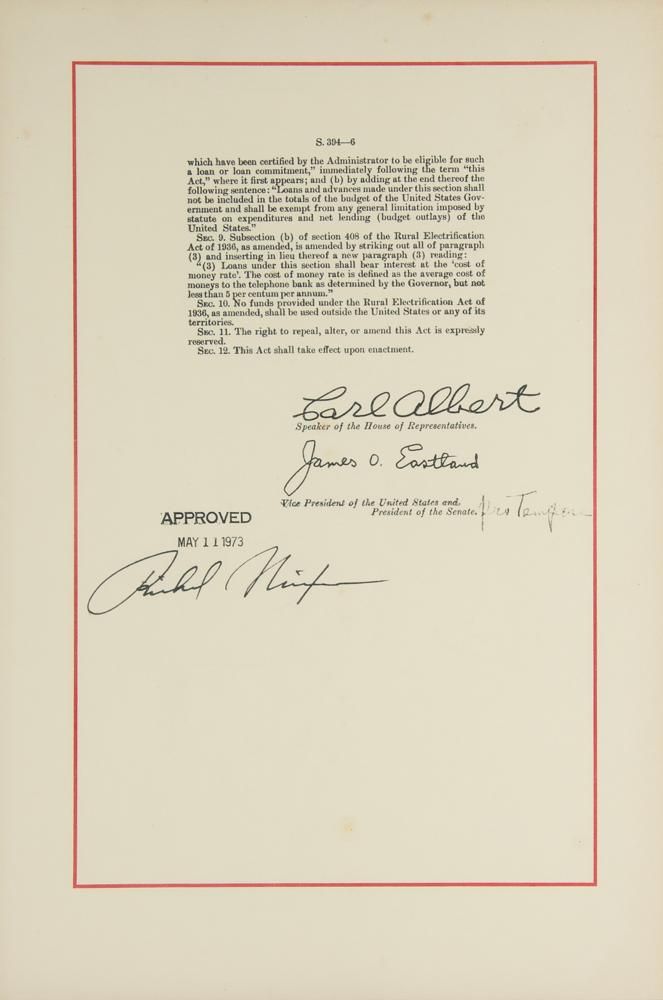 S. 394—6
which have been certified by the Administrator to be eligible for such
a loan or loan commitment,” immediately following the term “this
Act,” where it first appears; and (b) by adding at the end thereof the
following sentence: “Loans and advances made under this section shall
not be included in the totals of the budget of the United States Gov-
ernment and shall be exempt from any general limitation imposed by
statute on expenditures and net lending (budget outlays) of the
United States.”
SEC. 9. Subsection (b) of section 408 of the Rural Electrification
Act of 1936, as amended, is amended by striking out all of paragraph
(3) and inserting in lieu thereof a new paragraph (3) reading:
“(3) Loans under this section shall bear interest at the ‘cost of
money rate’. The cost of money rate is defined as the average cost of
moneys to the telephone bank as determined by the Governor, but not
less than 5 per centum per annum.”
SEC. 10. No funds provided under the Rural Electrification Act of
1936, as amended, shall be used outside the United States or any of its
territories.
SEC. 11. The right to repeal, alter, or amend this Act is expressly
reserved.
SEC. 12. This Act shall take effect upon enactment.
Carl Albert
Speaker of the House of Representatives.
James O. Eastland
Vice President of the United States and
President of the Senate. Pro Tempore
APPROVED
MAY 11 1973
Richard Nixon